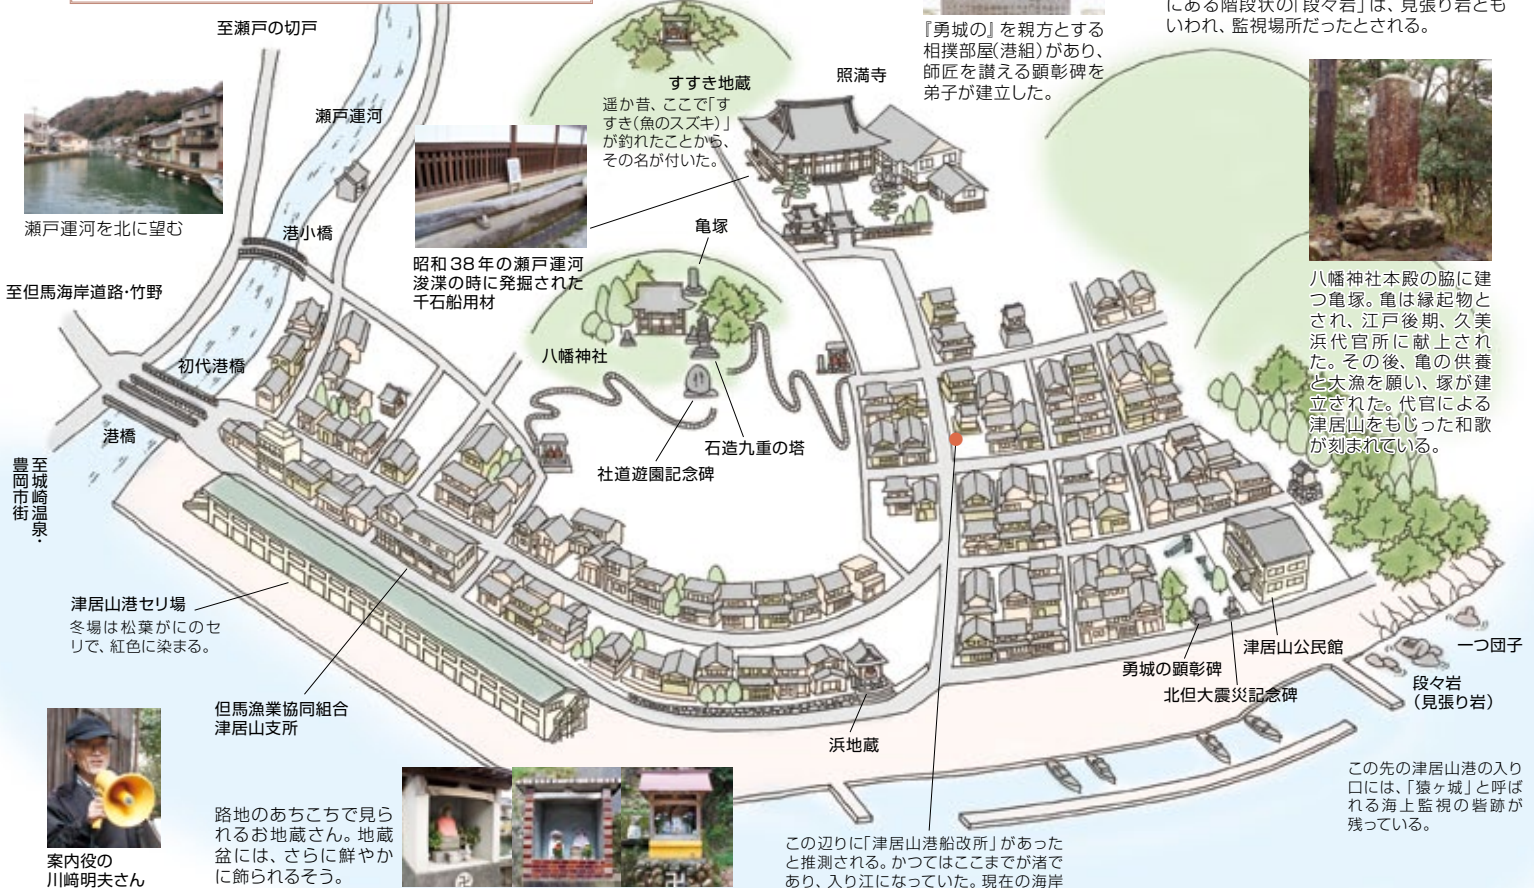 にある階段状の「段々岩」は、見張り岩とも
いわれ、監視場所だったとされる。
『勇城の』を親方とする
相撲部屋(港組)があり、
師匠を讃える顕彰碑を
弟子が建立した。
至瀬戸の切戸
瀬戸運河
瀬戸運河を北に望む
港小橋
至但馬海岸道路・竹野
初代港橋
港橋
至城崎温泉・
豊岡市街
すすき地蔵
遥か昔、ここで「す
すき(魚のスズキ)」
が釣れたことから、
その名が付いた。
照満寺
昭和38年の瀬戸運河
浚渫の時に発掘された
千石船用材
亀塚
八幡神社
石造九重の塔
社道遊園記念碑
八幡神社本殿の脇に建
つ亀塚。亀は縁起物と
され、江戸後期、久美
浜代官所に献上され
た。その後、亀の供養
と大漁を願い、塚が建
立された。代官による
津居山をもじった和歌
が刻まれている。
津居山港セリ場
冬場は松葉がにのセ
リで、紅色に染まる。
但馬漁業協同組合
津居山支所
浜地蔵
勇城の顕彰碑
北但大震災記念碑
津居山公民館
一つ団子
段々岩
(見張り岩)
この先の津居山港の入り
口には、「猿ヶ城」と呼ば
れる海上監視の砦跡が
残っている。
案内役の
川﨑明夫さん
路地のあちこちで見ら
れるお地蔵さん。地蔵
盆には、さらに鮮やか
に飾られるそう。
卍
卍
この辺りに「津居山港船改所」があった
と推測される。かつてはここまでが渚で
あり、入り江になっていた。現在の海岸